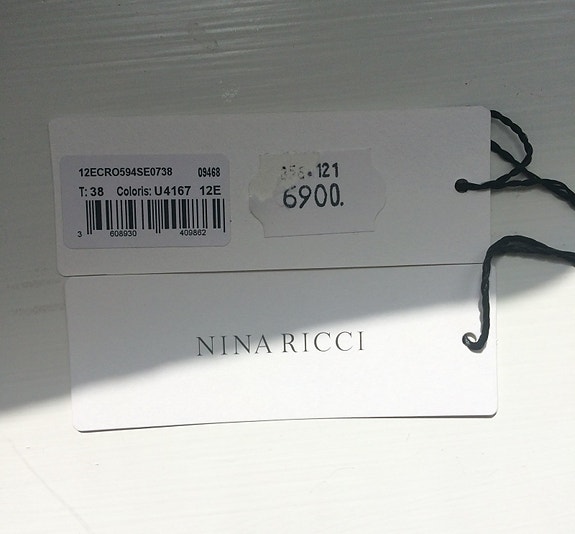 12ECRO594SE0738 09468
T: 38 Coloris: U4167 12E
3 608930 409862
121
6900.
NINA RICCI